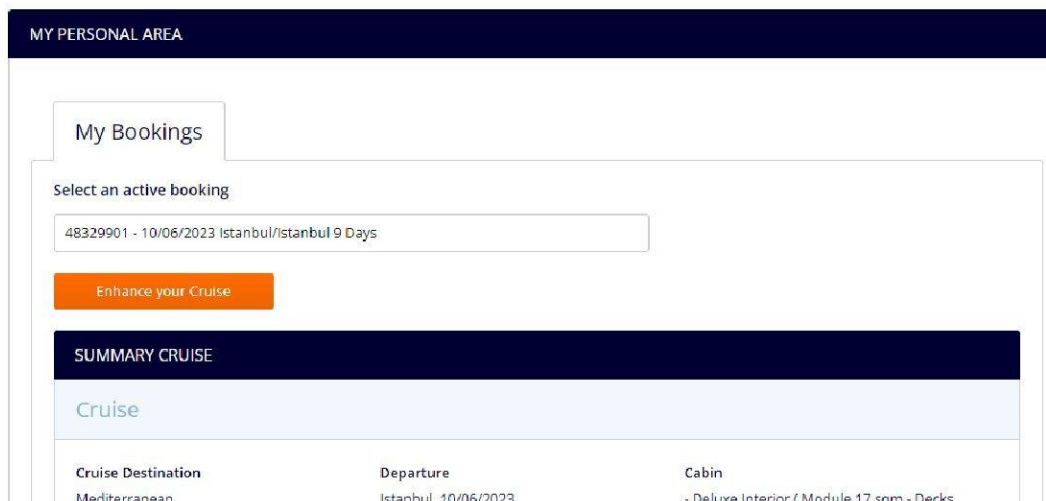 MY PERSONAL AREA
My Bookings
Select an active booking
48329901 - 10/06/2023 Istanbul/Istanbul 9 Days
Enhance your Cruise
SUMMARY CRUISE
Cruise
Cruise Destination Departure Cabin
Mediterranean Istanbul, 10/06/2023 - Deluxe Interior ( Module 17 sqm - Decks